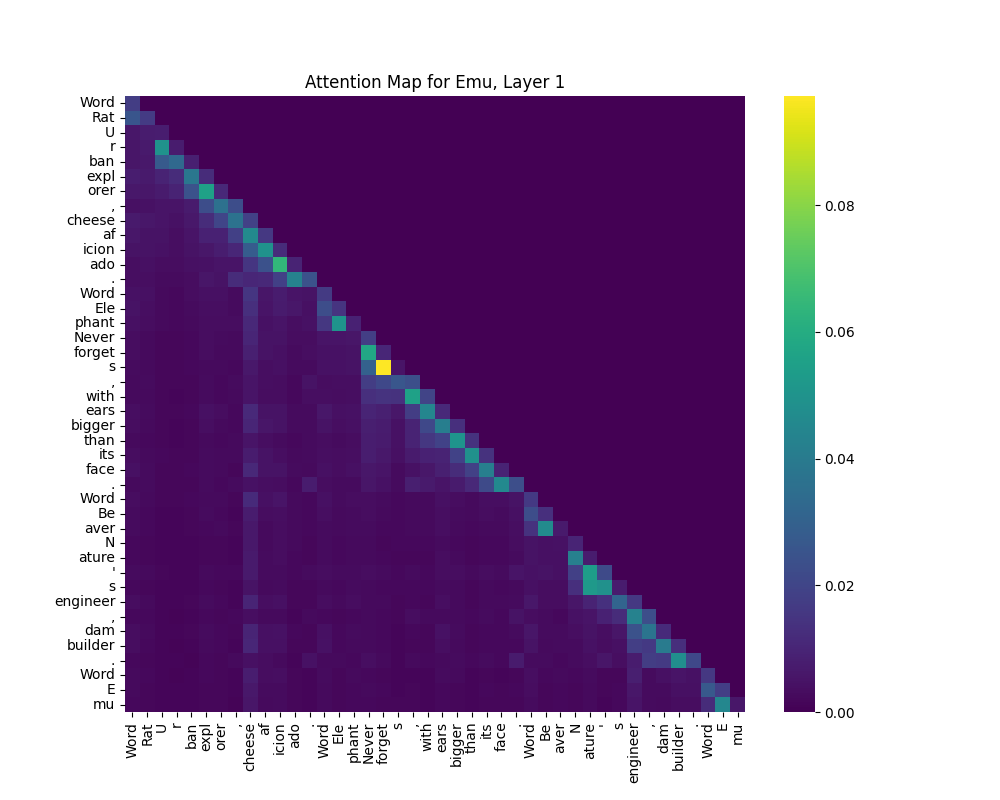 Attention Map for Emu, Layer 1
Word
Rat
U
r
ban
expl
orer
,
cheese
af
icion
ado
.
Word
Ele
phant
Never
forget
s
,
with
ears
bigger
than
its
face
.
Word
Be
aver
N
ature
'
s
engineer
,
dam
builder
.
Word
E
mu
0.08
0.06
0.04
0.02
0.00
Word Rat U r ban expl orer , cheese af icion ado . Word Ele phant Never forget s , with ears bigger than its face . Word Be aver N ature ' s engineer , dam builder . Word E mu